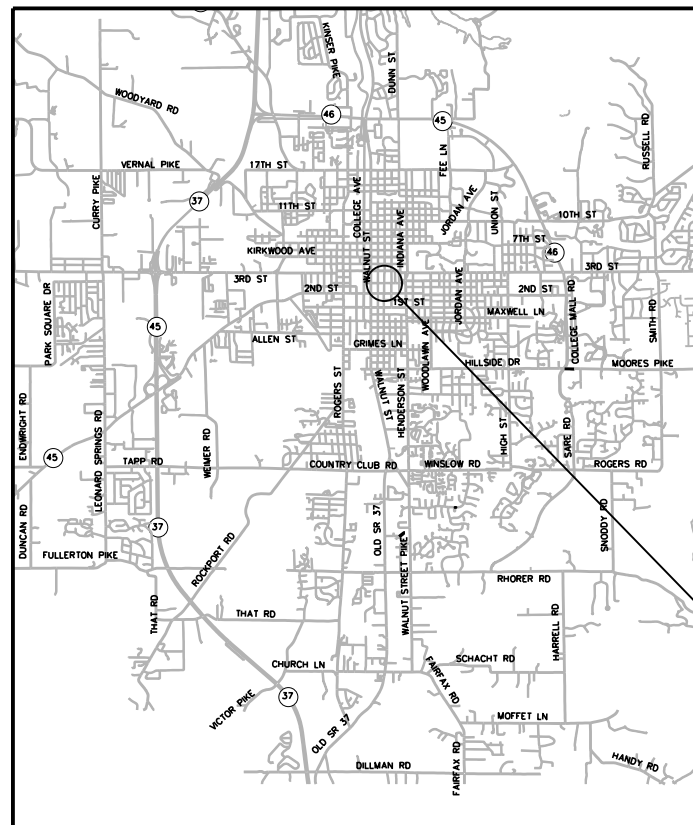 KINSER PIKE
DUNN ST
WOODYARD RD
46
45
FEE LN
RUSSELL RD
VERNAL PIKE
17TH ST
CURRY PIKE
37
11TH ST
COLLEGE AVE
WALNUT ST
INDIANA AVE
JORDAN AVE
UNION ST
10TH ST
7TH ST
46
KIRKWOOD AVE
3RD ST
3RD ST
PARK SQUARE DR
2ND ST
1ST ST
JORDAN AVE
2ND ST
MAXWELL LN
COLLEGE MALL RD
SMITH RD
45
ALLEN ST
GRIMES LN
WOODLAWN AVE
HILLSIDE DR
MOORES PIKE
ENDWRIGHT RD
LEONARD SPRINGS RD
WEIMER RD
ROGERS ST
WALNUT ST
HENDERSON ST
HIGH ST
SARE RD
45
TAPP RD
COUNTRY CLUB RD
WINSLOW RD
ROGERS RD
DUNCAN RD
37
OLD SR 37
SNODDY RD
FULLERTON PIKE
ROCKPORT RD
WALNUT STREET PIKE
RHORER RD
THAT RD
THAT RD
HARRELL RD
CHURCH LN
FAIRFAX RD
SCHACHT RD
VICTOR PIKE
37
OLD SR 37
MOFFET LN
DILLMAN RD
FAIRFAX RD
HANDY RD